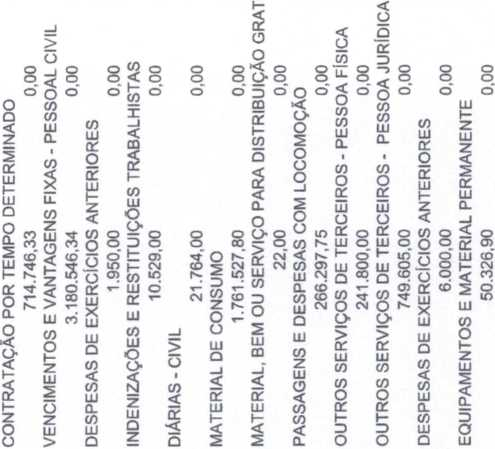 CONTRATAÇÃO POR TEMPO DETERMINADO
714.746,33 0,00
VENCIMENTOS E VANTAGENS FIXAS - PESSOAL CIVIL
3.180.546,34 0,00
DESPESAS DE EXERCÍCIOS ANTERIORES
1.950,00 0,00
INDENIZAÇÕES E RESTITUIÇÕES TRABALHISTAS
10.529,00 0,00
DIÁRIAS - CIVIL
21.764,00 0,00
MATERIAL DE CONSUMO
1.761.527,80 0,00
MATERIAL, BEM OU SERVIÇO PARA DISTRIBUIÇÃO GRAT
22,00 0,00
PASSAGENS E DESPESAS COM LOCOMOÇÃO
266.297,75 0,00
OUTROS SERVIÇOS DE TERCEIROS - PESSOA FÍSICA
241.800,00 0,00
OUTROS SERVIÇOS DE TERCEIROS - PESSOA JURÍDICA
749.605,00 0,00
DESPESAS DE EXERCÍCIOS ANTERIORES
6.000,00 0,00
EQUIPAMENTOS E MATERIAL PERMANENTE
50.326,90 0,00